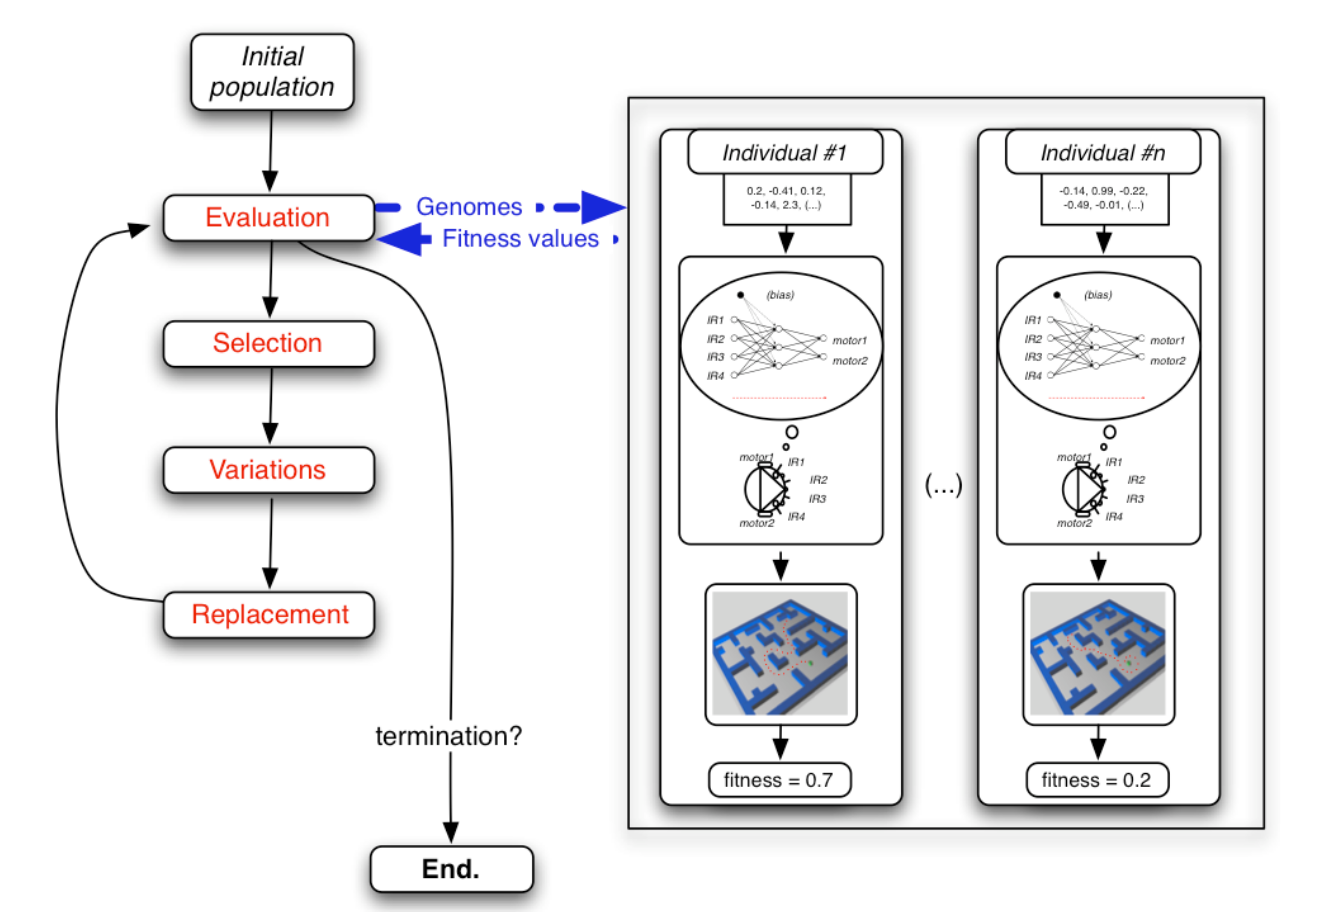 Initial
population
Evaluation
Selection
Variations
Replacement
termination?
End.
Genomes
Fitness values
Individual #1
0.2, -0.41, 0.12,
-0.14, 2.3, (...)
(bias)
IR1
IR2
IR3
IR4
motor1
motor2
motor1
IR1
IR2
IR3
IR4
motor2
fitness = 0.7
(...)
Individual #n
-0.14, 0.99, -0.22,
-0.49, -0.01, (...)
(bias)
IR1
IR2
IR3
IR4
motor1
motor2
motor1
IR1
IR2
IR3
IR4
motor2
fitness = 0.2